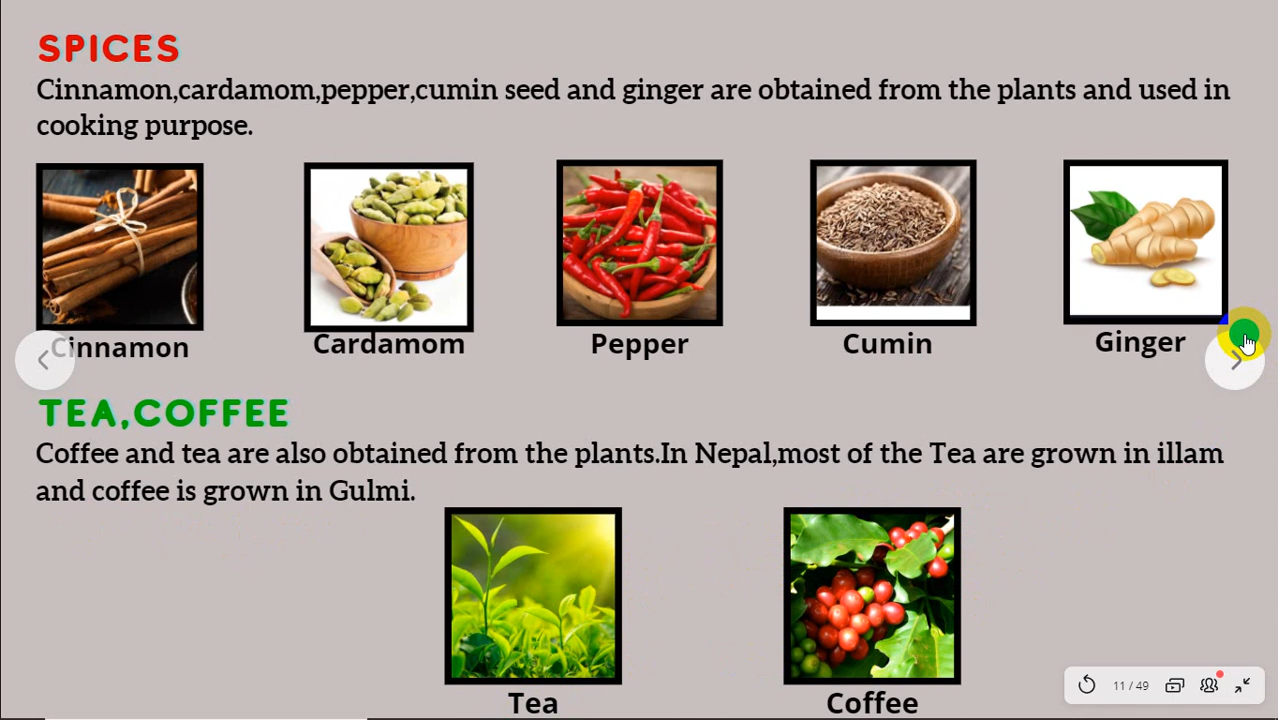 SPICES
Cinnamon,cardamom,pepper,cumin seed and ginger are obtained from the plants and used in
cooking purpose.
Cinnamon
Cardamom
Pepper
Cumin
Ginger
TEA,COFFEE
Coffee and tea are also obtained from the plants.In Nepal,most of the Tea are grown in illam
and coffee is grown in Gulmi.
Tea
Coffee
11 / 49